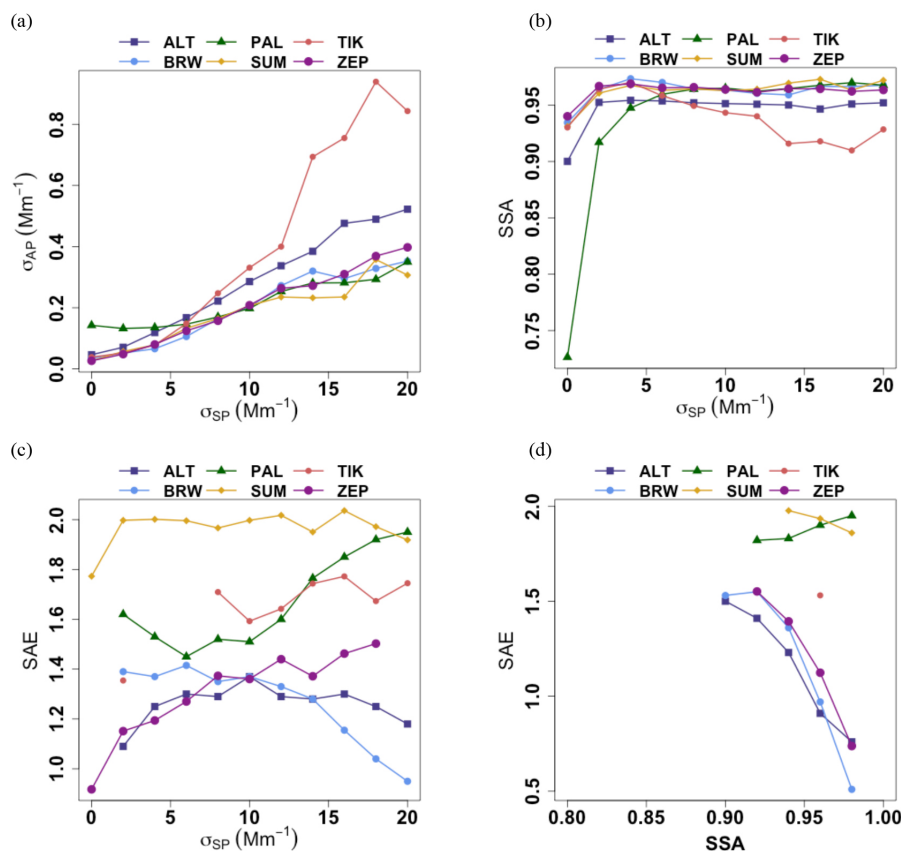 (a)
ALT PAL TIK
BRW SUM ZEP
0.8
0.6
0.4
0.2
0.0
σAP (Mm⁻¹)
0 5 10 15 20
σSP (Mm⁻¹)
(b)
ALT PAL TIK
BRW SUM ZEP
0.95
0.90
0.85
0.80
0.75
SSA
0 5 10 15 20
σSP (Mm⁻¹)
(c)
ALT PAL TIK
BRW SUM ZEP
2.0
1.8
1.6
1.4
1.2
1.0
SAE
0 5 10 15 20
σSP (Mm⁻¹)
(d)
ALT PAL TIK
BRW SUM ZEP
2.0
1.5
1.0
0.5
SAE
0.80 0.85 0.90 0.95 1.00
SSA